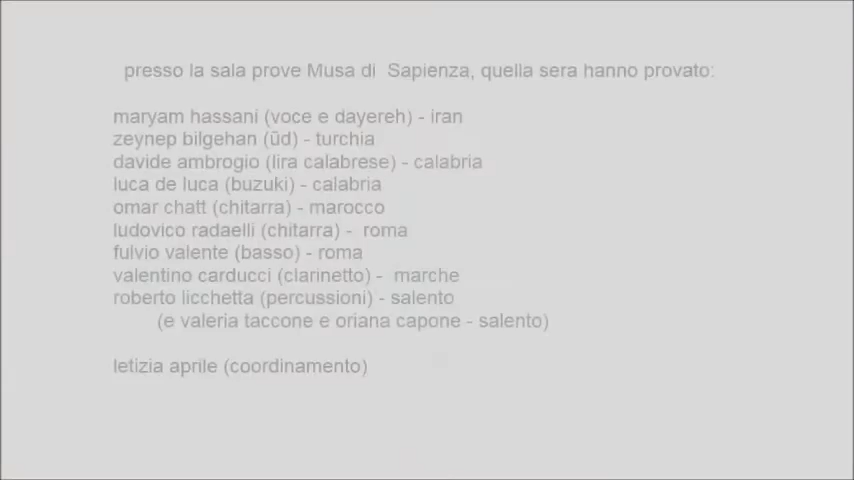 presso la sala prove Musa di Sapienza, quella sera hanno provato:
maryam hassani (voce e dayereh) - iran
zeynep bilgehan (ūd) - turchia
davide ambrogio (lira calabrese) - calabria
luca de luca (buzuki) - calabria
omar chatt (chitarra) - marocco
ludovico radaelli (chitarra) - roma
fulvio valente (basso) - roma
valentino carducci (clarinetto) - marche
roberto licchetta (percussioni) - salento
(e valeria taccone e oriana capone - salento)
letizia aprile (coordinamento)